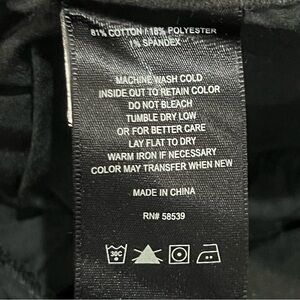 81% COTTON / 18% POLYESTER
1% SPANDEX
MACHINE WASH COLD
INSIDE OUT TO RETAIN COLOR
DO NOT BLEACH
TUMBLE DRY LOW
OR FOR BETTER CARE
LAY FLAT TO DRY
WARM IRON IF NECESSARY
COLOR MAY TRANSFER WHEN NEW
MADE IN CHINA
RN# 58539
30C